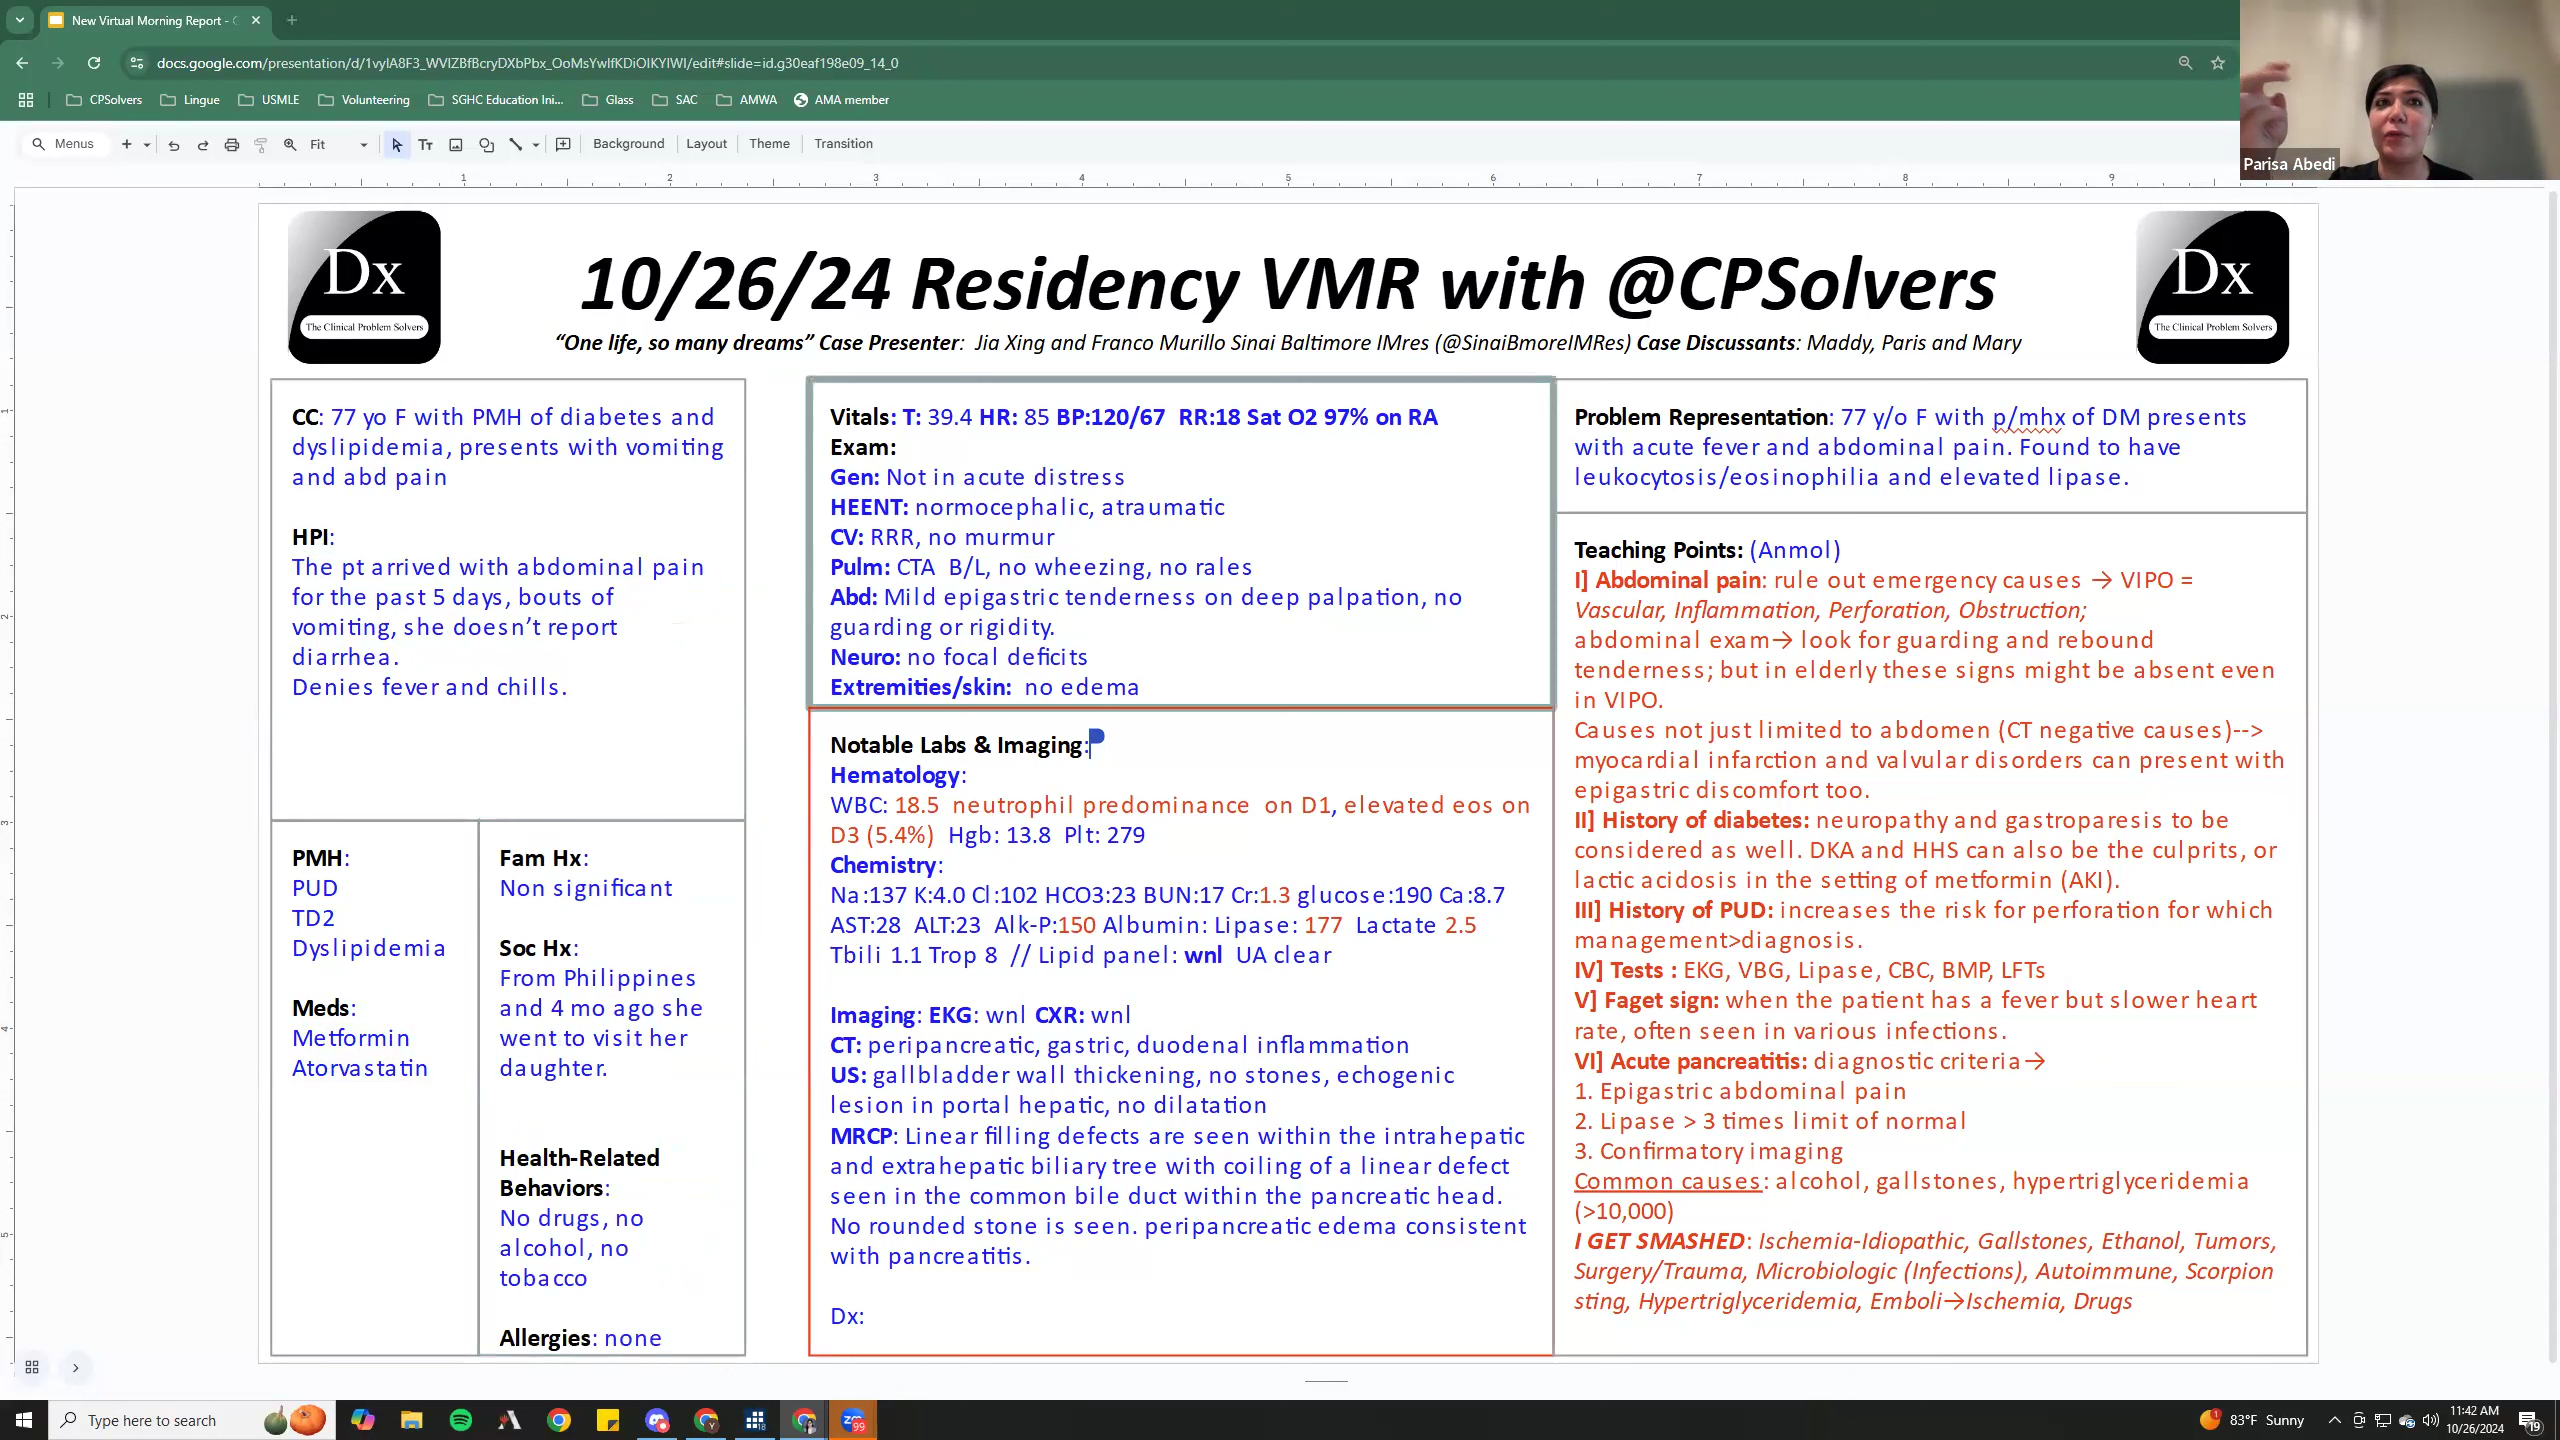 New Virtual Morning Report - C
docs.google.com/presentation/d/1vylA8F3_WVlZBfBcryDXbPbx_OoMsYwlfKDiOlKYlWI/edit#slide=id.g30eaf198e09_14_0
CPSolvers Lingue USMLE Volunteering SGHC Education Ini... Glass SAC AMWA AMA member
Menus Fit Background Layout Theme Transition
Parisa Abedi
1 2 3 4 5 6 7 8 9
Dx
The Clinical Problem Solvers
10/26/24 Residency VMR with @CPSolvers
“One life, so many dreams” Case Presenter: Jia Xing and Franco Murillo Sinai Baltimore IMres (@SinaiBmoreIMRes) Case Discussants: Maddy, Paris and Mary
Dx
The Clinical Problem Solvers
CC: 77 yo F with PMH of diabetes and
dyslipidemia, presents with vomiting
and abd pain
HPI:
The pt arrived with abdominal pain
for the past 5 days, bouts of
vomiting, she doesn’t report
diarrhea.
Denies fever and chills.
PMH:
PUD
TD2
Dyslipidemia
Meds:
Metformin
Atorvastatin
Fam Hx:
Non significant
Soc Hx:
From Philippines
and 4 mo ago she
went to visit her
daughter.
Health-Related
Behaviors:
No drugs, no
alcohol, no
tobacco
Allergies: none
Vitals: T: 39.4 HR: 85 BP:120/67 RR:18 Sat O2 97% on RA
Exam:
Gen: Not in acute distress
HEENT: normocephalic, atraumatic
CV: RRR, no murmur
Pulm: CTA B/L, no wheezing, no rales
Abd: Mild epigastric tenderness on deep palpation, no
guarding or rigidity.
Neuro: no focal deficits
Extremities/skin: no edema
Notable Labs & Imaging:
Hematology:
WBC: 18.5 neutrophil predominance on D1, elevated eos on
D3 (5.4%) Hgb: 13.8 Plt: 279
Chemistry:
Na:137 K:4.0 Cl:102 HCO3:23 BUN:17 Cr:1.3 glucose:190 Ca:8.7
AST:28 ALT:23 Alk-P:150 Albumin: Lipase: 177 Lactate 2.5
Tbili 1.1 Trop 8 // Lipid panel: wnl UA clear
Imaging: EKG: wnl CXR: wnl
CT: peripancreatic, gastric, duodenal inflammation
US: gallbladder wall thickening, no stones, echogenic
lesion in portal hepatic, no dilatation
MRCP: Linear filling defects are seen within the intrahepatic
and extrahepatic biliary tree with coiling of a linear defect
seen in the common bile duct within the pancreatic head.
No rounded stone is seen. peripancreatic edema consistent
with pancreatitis.
Dx:
Problem Representation: 77 y/o F with p/mhx of DM presents
with acute fever and abdominal pain. Found to have
leukocytosis/eosinophilia and elevated lipase.
Teaching Points: (Anmol)
I] Abdominal pain: rule out emergency causes → VIPO =
Vascular, Inflammation, Perforation, Obstruction;
abdominal exam→ look for guarding and rebound
tenderness; but in elderly these signs might be absent even
in VIPO.
Causes not just limited to abdomen (CT negative causes)-->
myocardial infarction and valvular disorders can present with
epigastric discomfort too.
II] History of diabetes: neuropathy and gastroparesis to be
considered as well. DKA and HHS can also be the culprits, or
lactic acidosis in the setting of metformin (AKI).
III] History of PUD: increases the risk for perforation for which
management>diagnosis.
IV] Tests : EKG, VBG, Lipase, CBC, BMP, LFTs
V] Faget sign: when the patient has a fever but slower heart
rate, often seen in various infections.
VI] Acute pancreatitis: diagnostic criteria→
1. Epigastric abdominal pain
2. Lipase > 3 times limit of normal
3. Confirmatory imaging
Common causes: alcohol, gallstones, hypertriglyceridemia
(>10,000)
I GET SMASHED: Ischemia-Idiopathic, Gallstones, Ethanol, Tumors,
Surgery/Trauma, Microbiologic (Infections), Autoimmune, Scorpion
sting, Hypertriglyceridemia, Emboli→Ischemia, Drugs
Type here to search
83°F Sunny
11:42 AM
10/26/2024